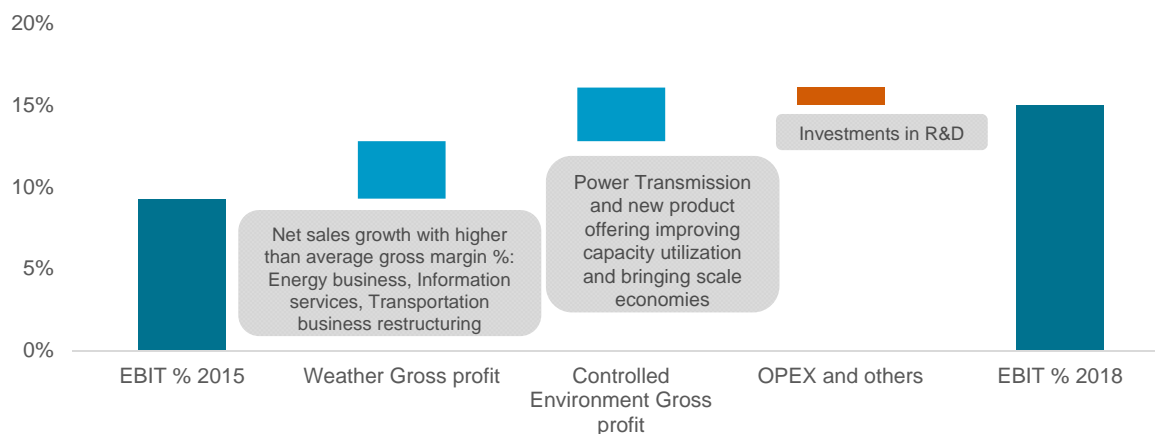 20%
15%
10%
5%
0%
Net sales growth with higher
than average gross margin %:
Energy business, Information
services, Transportation
business restructuring
Power Transmission
and new product
offering improving
capacity utilization
and bringing scale
economies
Investments in R&D
EBIT % 2015
Weather Gross profit
Controlled
Environment Gross
profit
OPEX and others
EBIT % 2018